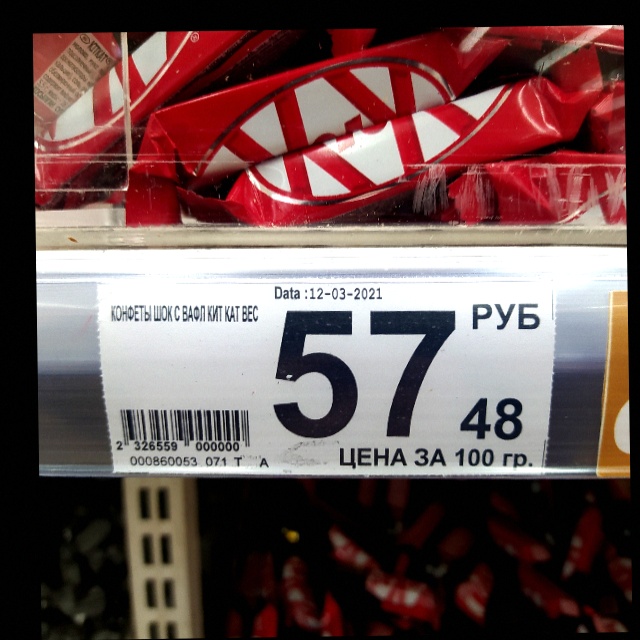 Data :12-03-2021
КОНФЕТЫ ШОК С ВАФЛ КИТ КАТ ВЕС
57 РУБ
48
2 326559 000000
ЦЕНА ЗА 100 гр.
000860053 071 Т А